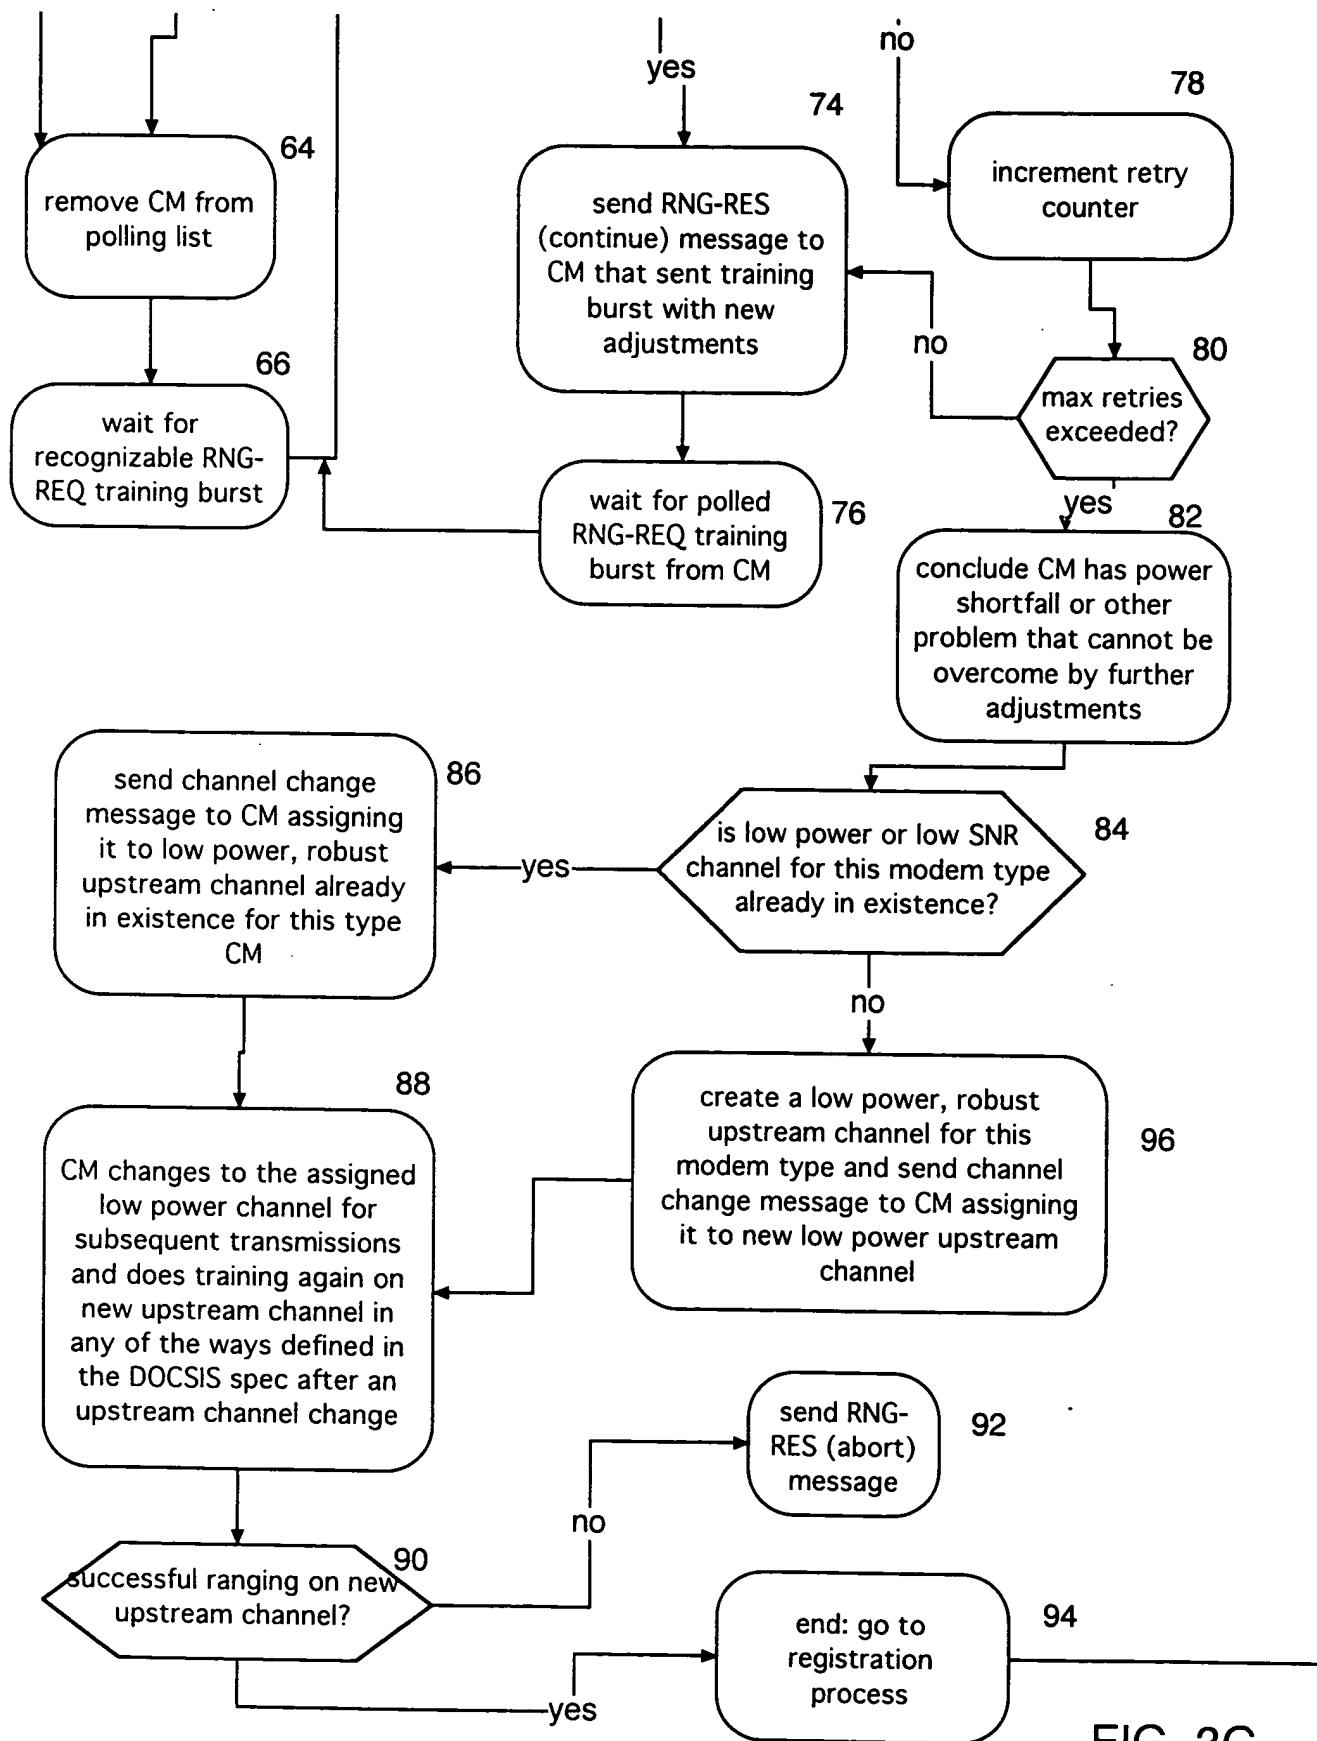 no
yes
78
74
64
increment retry
counter
remove CM from
polling list
send RNG-RES
(continue) message to
CM that sent training
burst with new
adjustments
no
80
66
max retries
exceeded?
wait for
recognizable RNG-
REQ training burst
yes
82
wait for polled
RNG-REQ training
burst from CM
76
conclude CM has power
shortfall or other
problem that cannot be
overcome by further
adjustments
send channel change
message to CM assigning
it to low power, robust
upstream channel already
in existence for this type
CM
86
yes
is low power or low SNR
channel for this modem type
already in existence?
84
no
88
create a low power, robust
upstream channel for this
modem type and send channel
change message to CM assigning
it to new low power upstream
channel
96
CM changes to the assigned
low power channel for
subsequent transmissions
and does training again on
new upstream channel in
any of the ways defined in
the DOCSIS spec after an
upstream channel change
send RNG-
RES (abort)
message
92
no
90
successful ranging on new
upstream channel?
end: go to
registration
process
94
yes
FIG. 2C